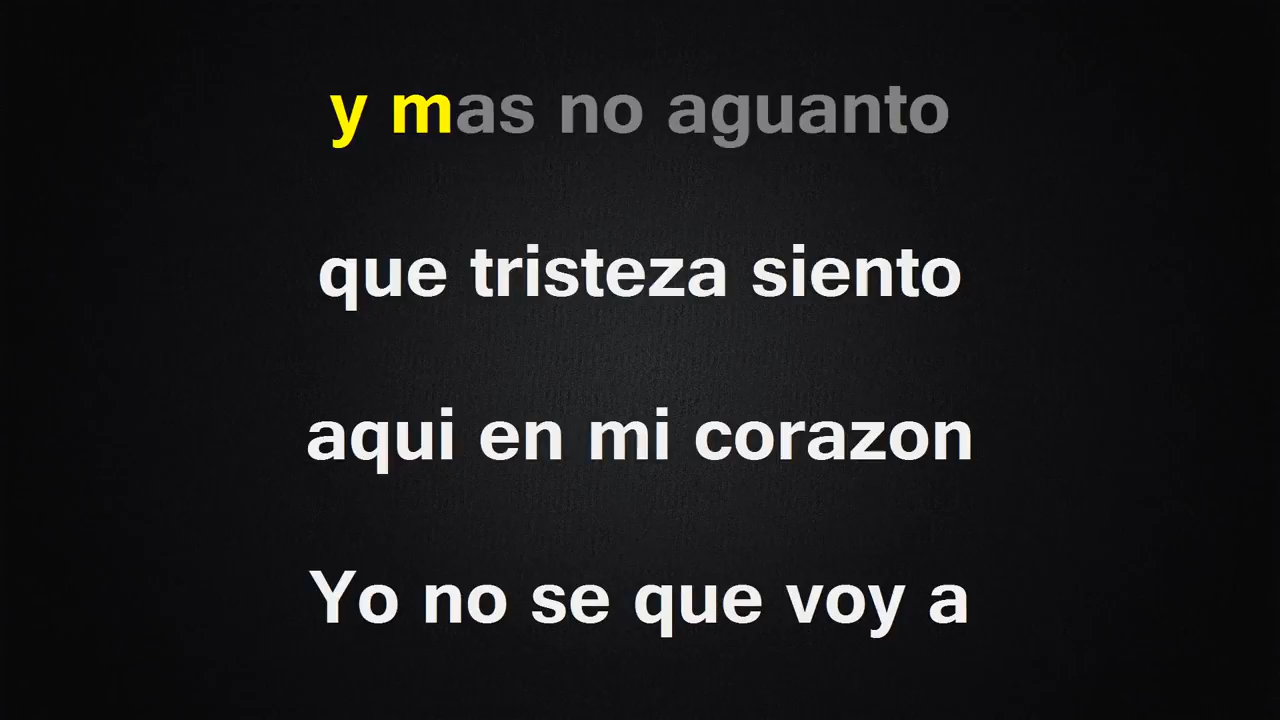 y mas no aguanto
que tristeza siento
aqui en mi corazon
Yo no se que voy a